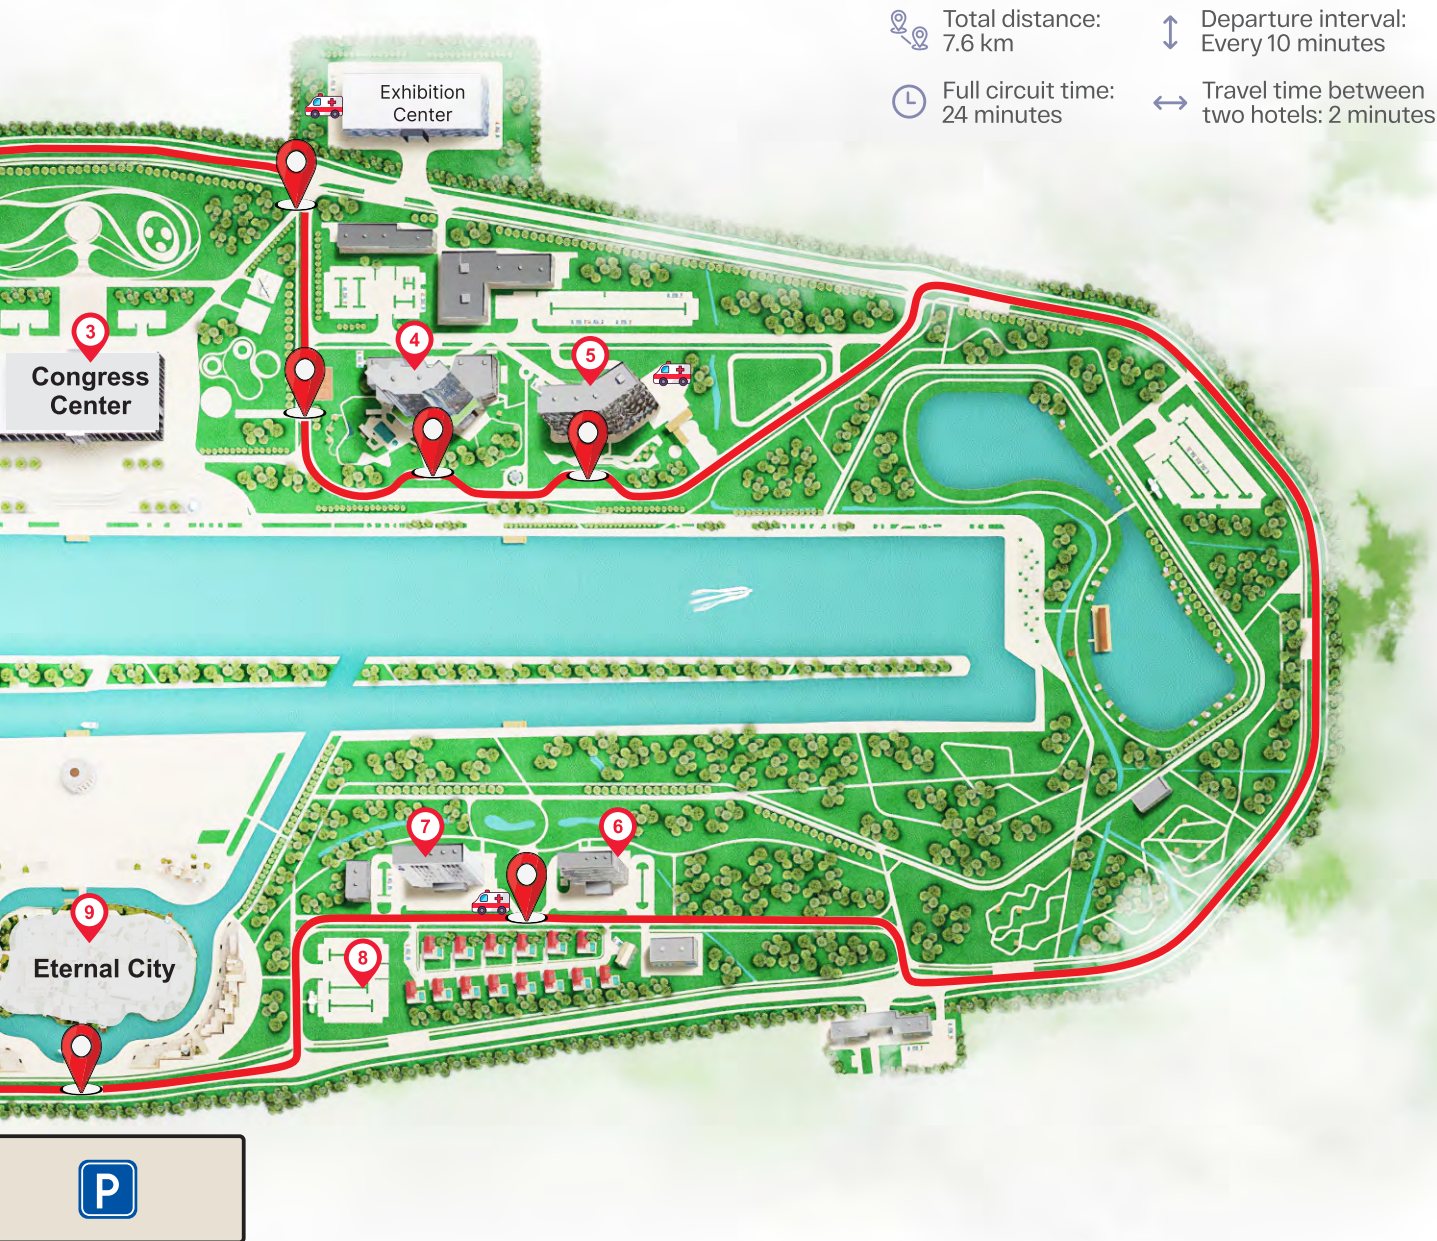 Total distance:
7.6 km
Departure interval:
Every 10 minutes
Full circuit time:
24 minutes
Travel time between
two hotels: 2 minutes
Exhibition
Center
3
Congress
Center
4
5
7
6
9
Eternal City
8
P